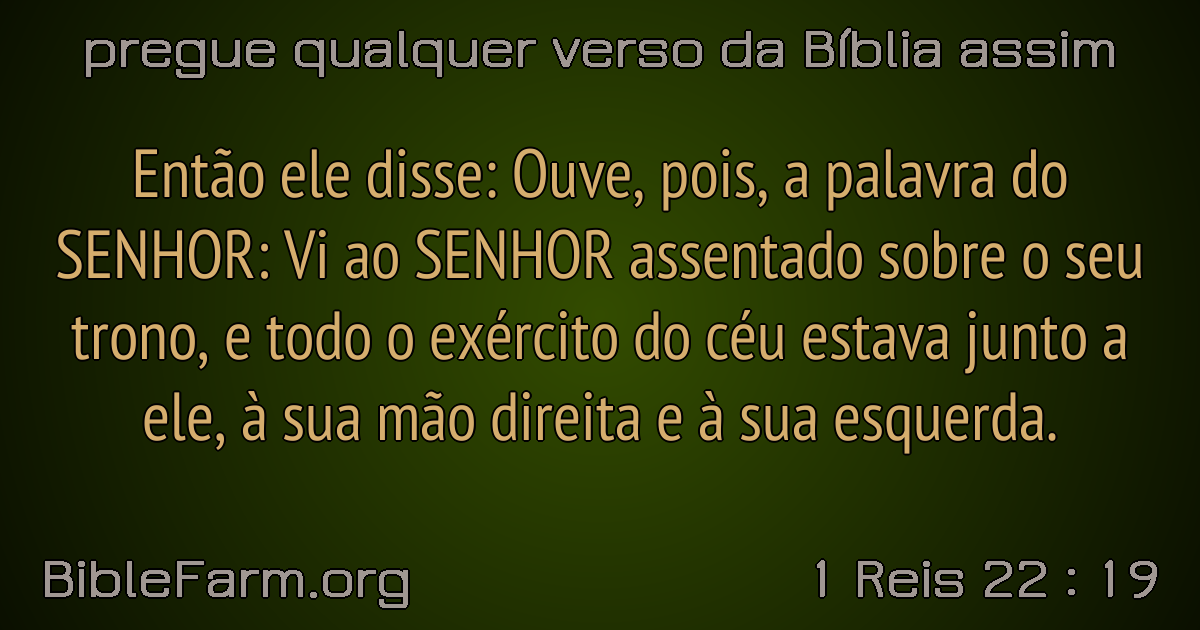 pregue qualquer verso da Bíblia assim
Então ele disse: Ouve, pois, a palavra do
SENHOR: Vi ao SENHOR assentado sobre o seu
trono, e todo o exército do céu estava junto a
ele, à sua mão direita e à sua esquerda.
BibleFarm.org
1 Reis 22 : 19